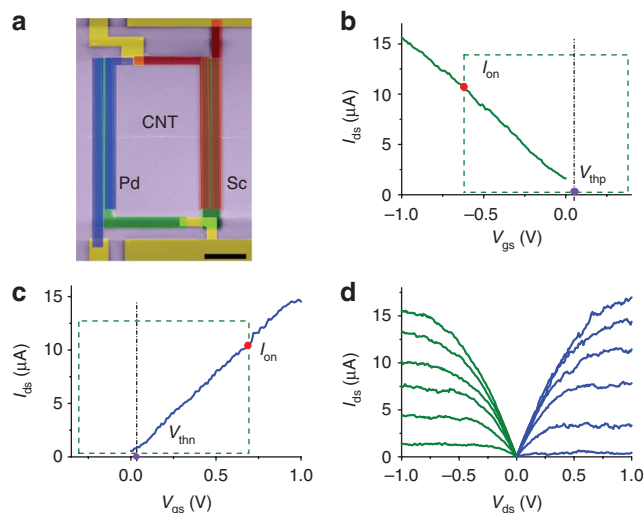 a
CNT
Pd
Sc
b
15
10
5
0
I_ds (µA)
I_on
V_thp
–1.0 –0.5 0.0
V_gs (V)
c
15
10
5
0
I_ds (µA)
I_on
V_thn
0.0 0.5 1.0
V_gs (V)
d
15
10
5
0
I_ds (µA)
–1.0 –0.5 0.0 0.5 1.0
V_ds (V)